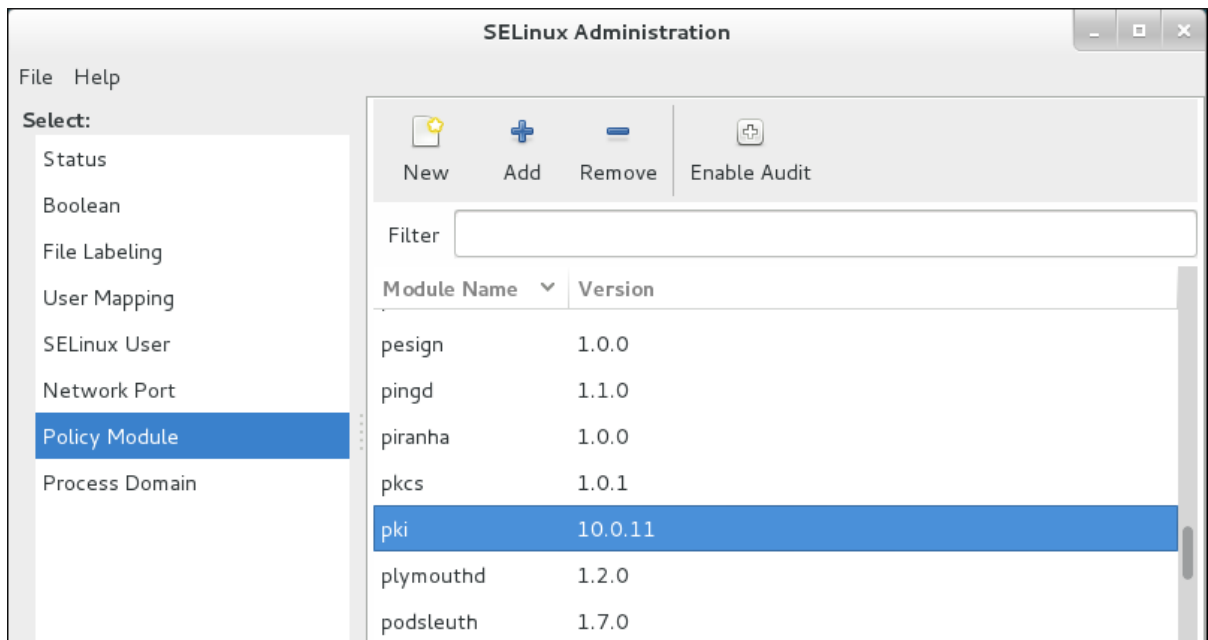 SELinux Administration
File Help
Select:
Status
Boolean
File Labeling
User Mapping
SELinux User
Network Port
Policy Module
Process Domain
New Add Remove Enable Audit
Filter
Module Name Version
pesign 1.0.0
pingd 1.1.0
piranha 1.0.0
pkcs 1.0.1
pki 10.0.11
plymouthd 1.2.0
podsleuth 1.7.0